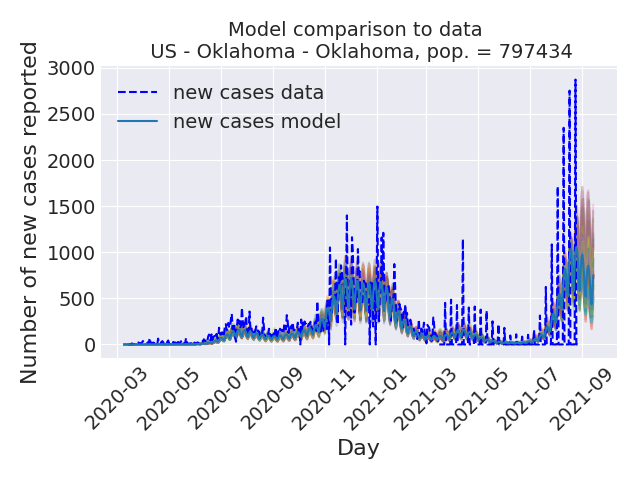 Model comparison to data
US - Oklahoma - Oklahoma, pop. = 797434
Number of new cases reported
3000
2500
2000
1500
1000
500
0
new cases data
new cases model
2020-03
2020-05
2020-07
2020-09
2020-11
2021-01
2021-03
2021-05
2021-07
2021-09
Day